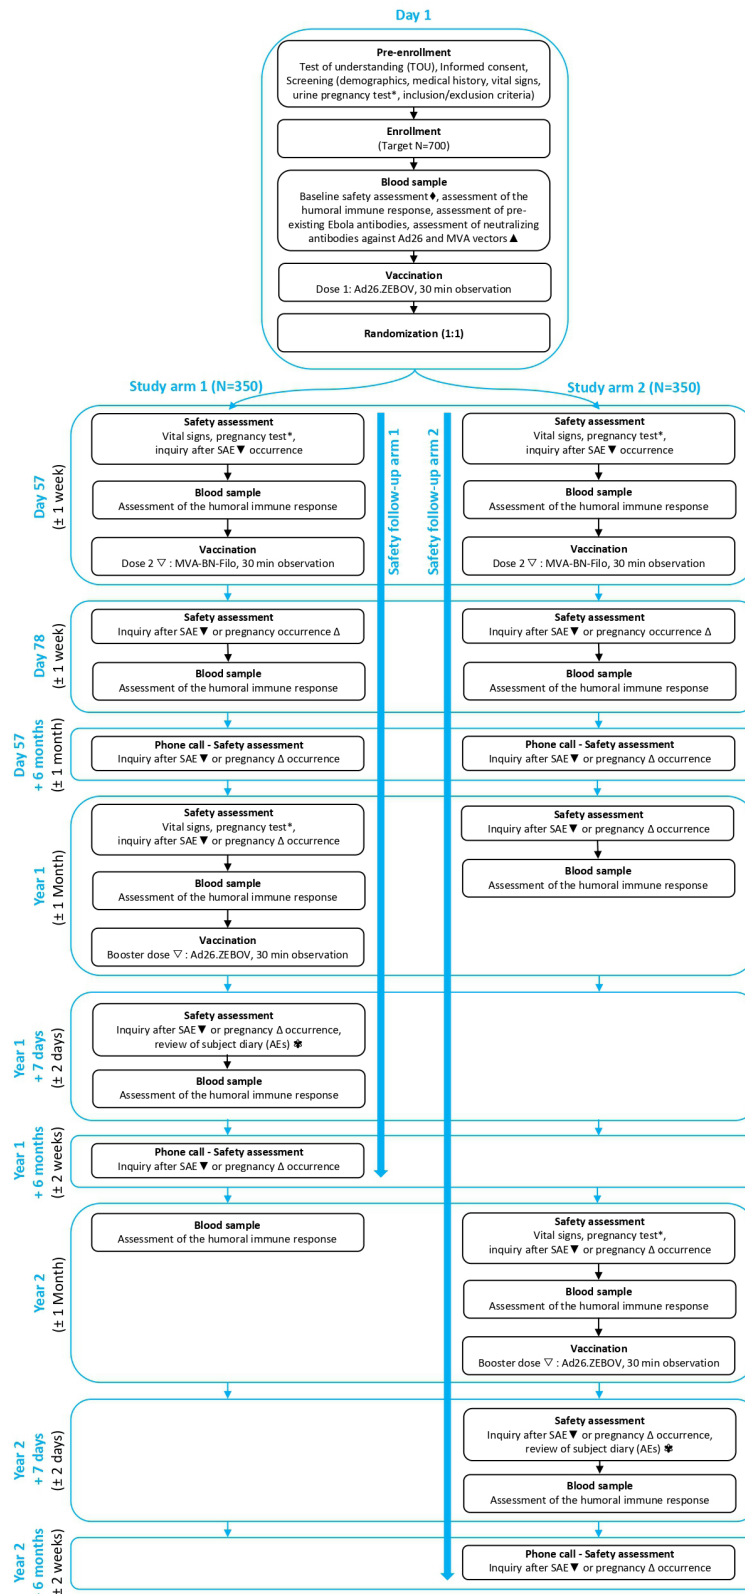 Day 1
Pre-enrollment
Test of understanding (TOU), Informed consent,
Screening (demographics, medical history, vital signs,
urine pregnancy test*, inclusion/exclusion criteria)
Enrollment
(Target N=700)
Blood sample
Baseline safety assessment♦, assessment of the
humoral immune response, assessment of pre-
existing Ebola antibodies, assessment of neutralizing
antibodies against Ad26 and MVA vectors ▲
Vaccination
Dose 1: Ad26.ZEBOV, 30 min observation
Randomization (1:1)
Study arm 1 (N=350)
Study arm 2 (N=350)
Safety follow-up arm 1
Safety follow-up arm 2
Day 57
(± 1 week)
Safety assessment
Vital signs, pregnancy test*,
inquiry after SAE▼ occurrence
Blood sample
Assessment of the humoral immune response
Vaccination
Dose 2 ▽ : MVA-BN-Filo, 30 min observation
Safety assessment
Vital signs, pregnancy test*,
inquiry after SAE▼ occurrence
Blood sample
Assessment of the humoral immune response
Vaccination
Dose 2 ▽ : MVA-BN-Filo, 30 min observation
Day 78
(± 1 week)
Safety assessment
Inquiry after SAE▼ or pregnancy occurrence Δ
Blood sample
Assessment of the humoral immune response
Safety assessment
Inquiry after SAE▼ or pregnancy occurrence Δ
Blood sample
Assessment of the humoral immune response
Day 57
+ 6 months
(± 1 month)
Phone call - Safety assessment
Inquiry after SAE▼ or pregnancy Δ occurrence
Phone call - Safety assessment
Inquiry after SAE▼ or pregnancy Δ occurrence
Year 1
(± 1 Month)
Safety assessment
Vital signs, pregnancy test*,
inquiry after SAE▼ or pregnancy Δ occurrence
Blood sample
Assessment of the humoral immune response
Vaccination
Booster dose ▽ : Ad26.ZEBOV, 30 min observation
Safety assessment
Inquiry after SAE▼ or pregnancy Δ occurrence
Blood sample
Assessment of the humoral immune response
Year 1
+ 7 days
(± 2 days)
Safety assessment
Inquiry after SAE▼ or pregnancy Δ occurrence,
review of subject diary (AEs) ✾
Blood sample
Assessment of the humoral immune response
Year 1
+ 6 months
(± 2 weeks)
Phone call - Safety assessment
Inquiry after SAE▼ or pregnancy Δ occurrence
Year 2
(± 1 Month)
Blood sample
Assessment of the humoral immune response
Safety assessment
Vital signs, pregnancy test*,
inquiry after SAE▼ or pregnancy Δ occurrence
Blood sample
Assessment of the humoral immune response
Vaccination
Booster dose ▽ : Ad26.ZEBOV, 30 min observation
Year 2
+ 7 days
(± 2 days)
Safety assessment
Inquiry after SAE▼ or pregnancy Δ occurrence,
review of subject diary (AEs) ✾
Blood sample
Assessment of the humoral immune response
Year 2
6 months
± 2 weeks)
Phone call - Safety assessment
Inquiry after SAE▼ or pregnancy Δ occurrence